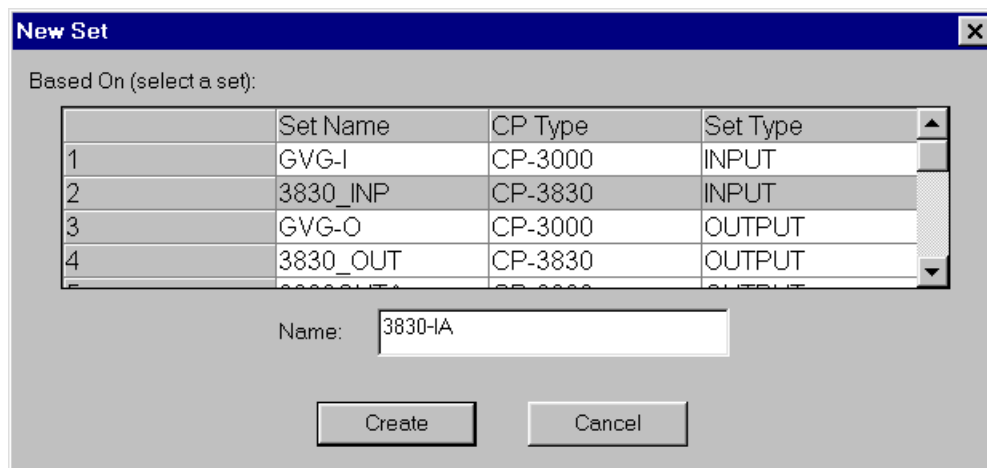 New Set
Based On (select a set):
Set Name CP Type Set Type
1 GVG-I CP-3000 INPUT
2 3830_INP CP-3830 INPUT
3 GVG-O CP-3000 OUTPUT
4 3830_OUT CP-3830 OUTPUT
Name: 3830-IA
Create Cancel